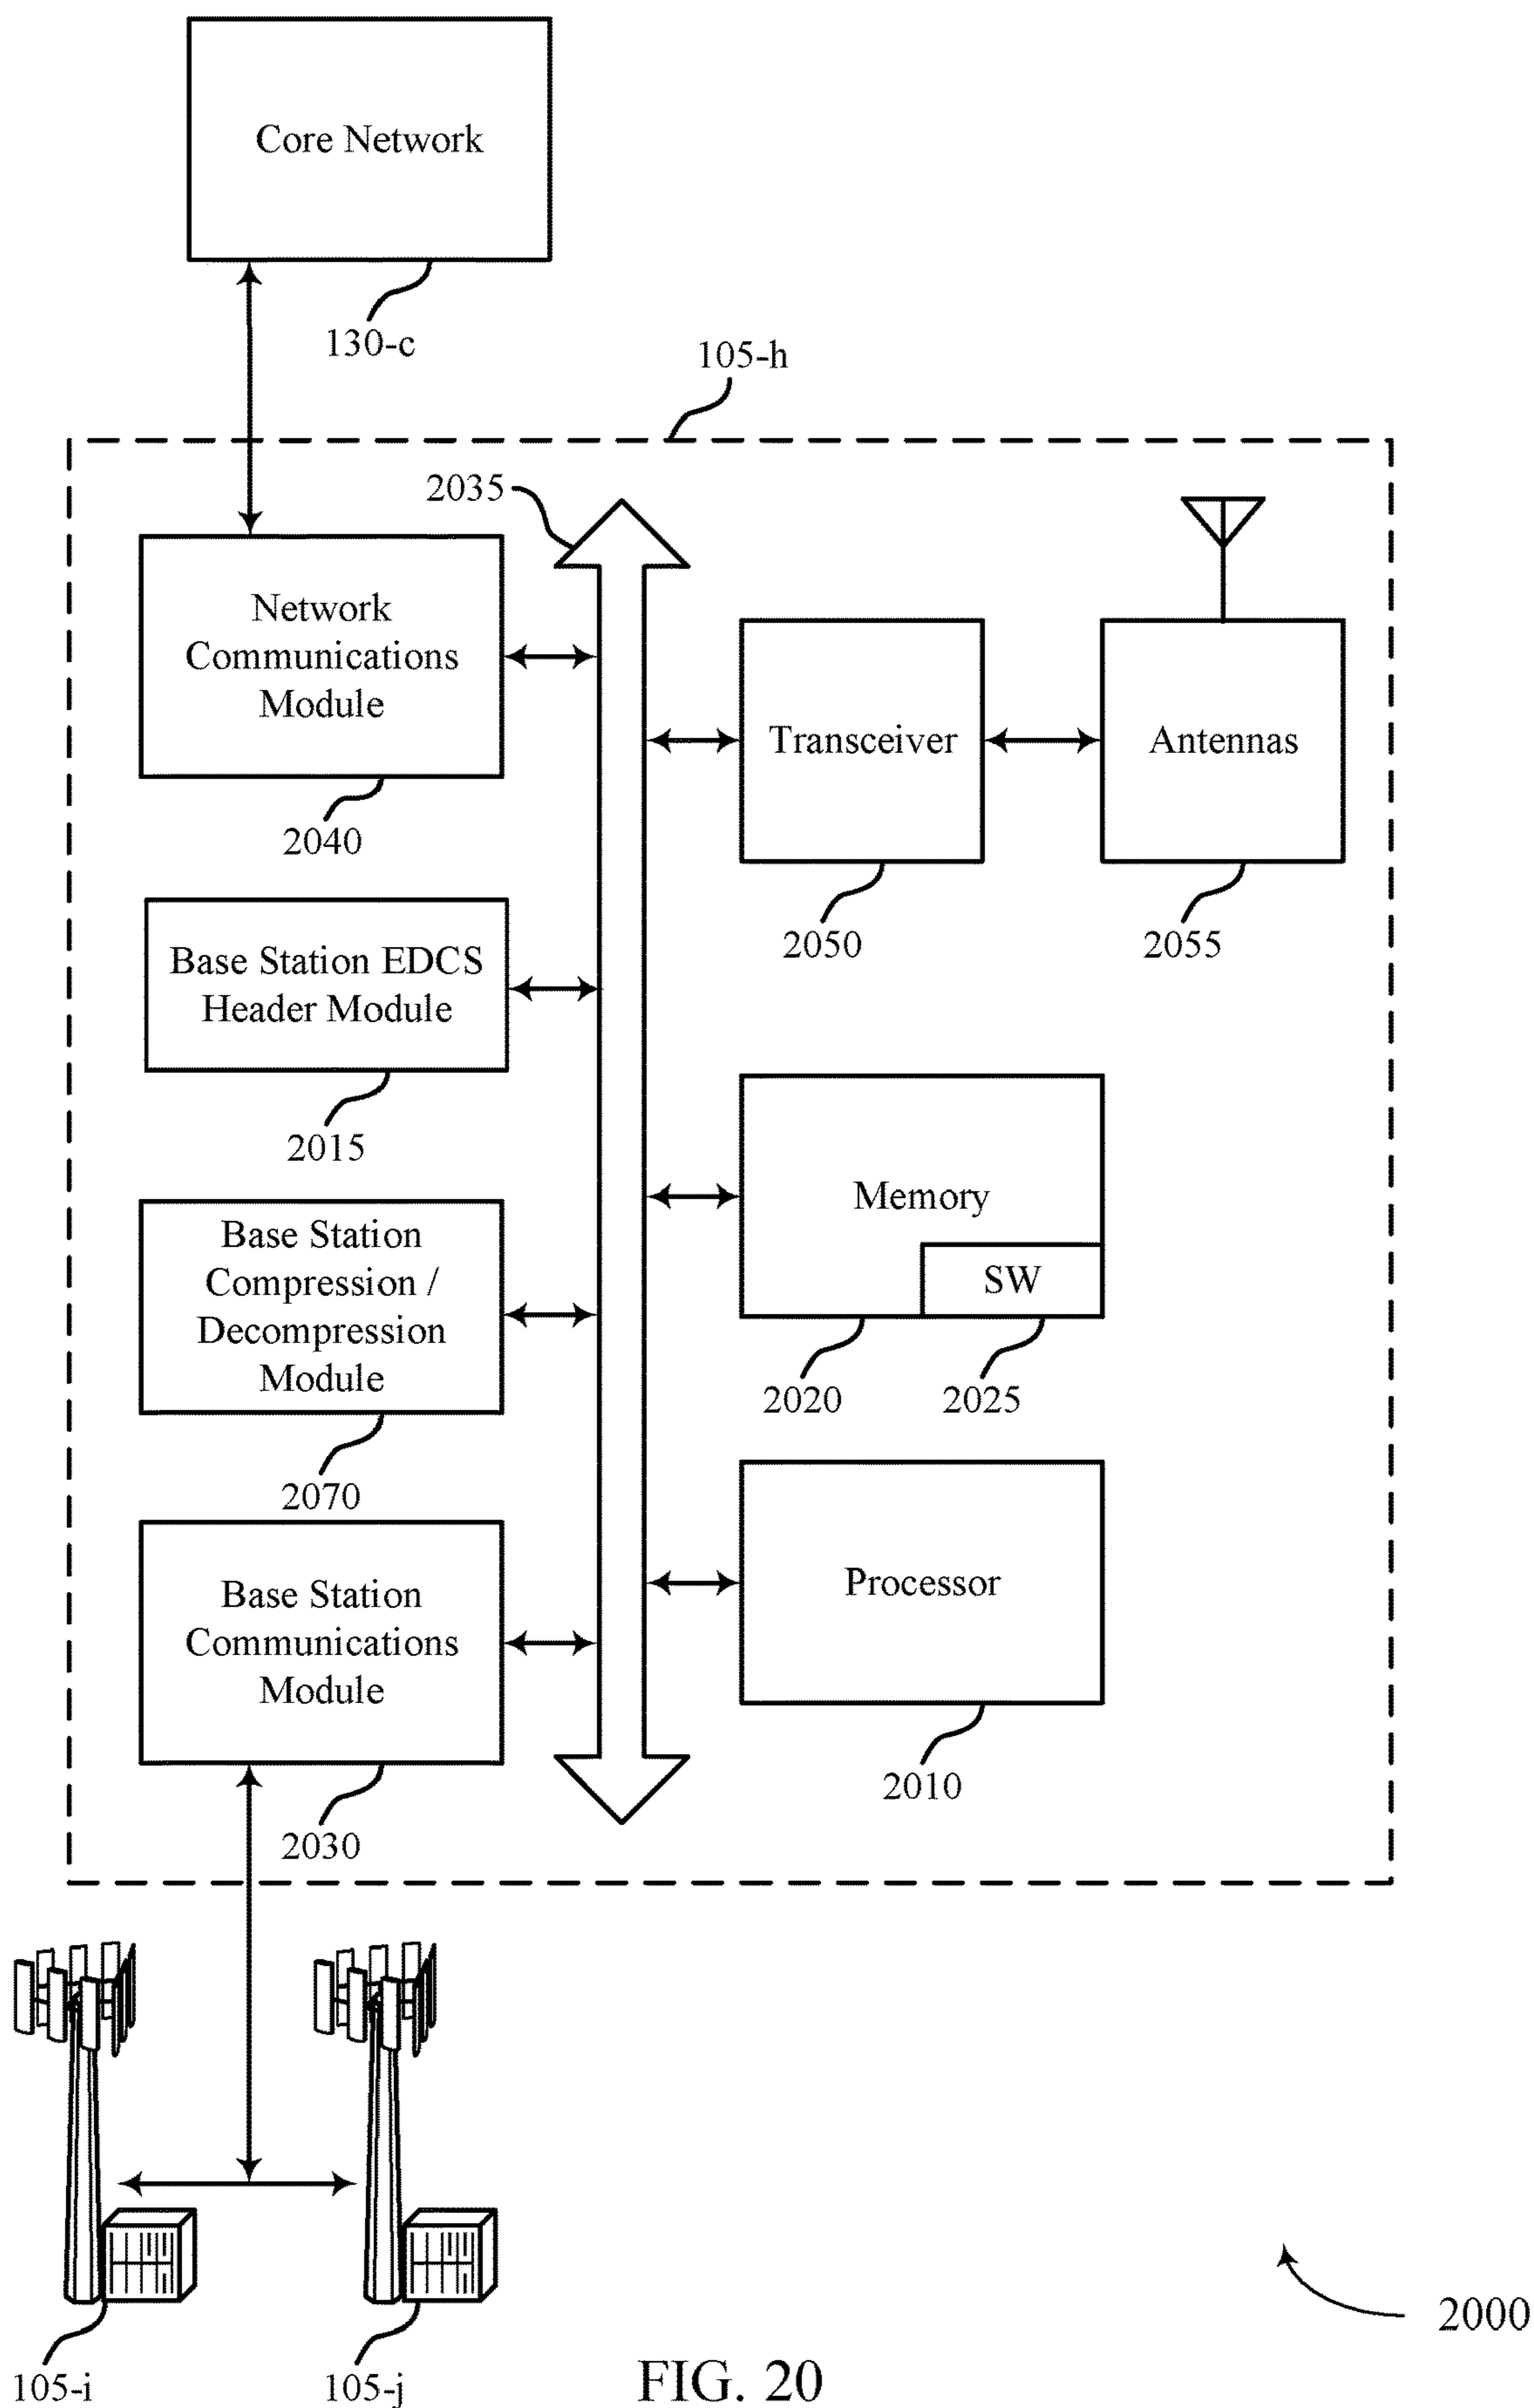 Core Network
130-c
105-h
2035
Network
Communications
Module
2040
Transceiver
2050
Antennas
2055
Base Station EDCS
Header Module
2015
Memory
SW
2020
2025
Base Station
Compression /
Decompression
Module
2070
Processor
2010
Base Station
Communications
Module
2030
105-i
105-j
2000
FIG. 20